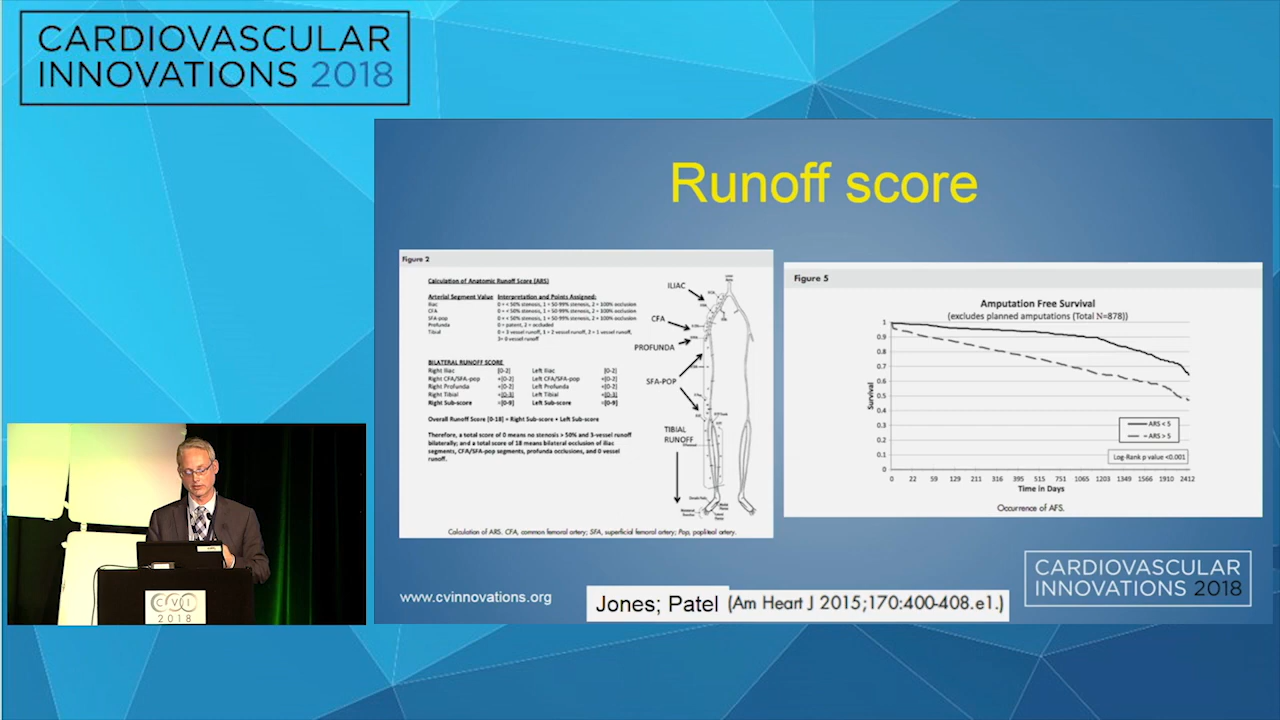 CARDIOVASCULAR
INNOVATIONS 2018
Runoff score
Figure 2
Calculation of Anatomic Runoff Score (ARS)
Arterial Segment Value Interpretation and Points Assigned:
Iliac 0 = < 50% stenosis, 1 = 50-99% stenosis, 2 = 100% occlusion
CFA 0 = < 50% stenosis, 1 = 50-99% stenosis, 2 = 100% occlusion
SFA-pop 0 = < 50% stenosis, 1 = 50-99% stenosis, 2 = 100% occlusion
Profunda 0 = patent, 2 = occluded
Tibial 0 = 3 vessel runoff, 1 = 2 vessel runoff, 2 = 1 vessel runoff,
3= 0 vessel runoff
BILATERAL RUNOFF SCORE
Right Iliac [0-2] Left Iliac [0-2]
Right CFA/SFA-pop +[0-2] Left CFA/SFA-pop +[0-2]
Right Profunda +[0-2] Left Profunda +[0-2]
Right Tibial +[0-3] Left Tibial +[0-3]
Right Sub-score =[0-9] Left Sub-score =[0-9]
Overall Runoff Score [0-18] = Right Sub-score + Left Sub-score
Therefore, a total score of 0 means no stenosis > 50% and 3-vessel runoff
bilaterally; and a total score of 18 means bilateral occlusion of iliac
segments, CFA/SFA-pop segments, profunda occlusions, and 0 vessel
runoff.
ILIAC
CFA
PROFUNDA
SFA-POP
TIBIAL
RUNOFF
Calculation of ARS. CFA, common femoral artery; SFA, superficial femoral artery; Pop, popliteal artery.
Figure 5
Amputation Free Survival
(excludes planned amputations (Total N=878))
1
0.9
0.8
0.7
0.6
0.5
0.4
0.3
0.2
0.1
0
Survival
ARS < 5
ARS > 5
Log-Rank p value <0.001
0 22 59 129 211 316 395 515 751 1065 1203 1349 1566 1910 2412
Time in Days
Occurrence of AFS.
www.cvinnovations.org
Jones; Patel (Am Heart J 2015;170:400-408.e1.)
CARDIOVASCULAR
INNOVATIONS 2018
CVI
2018